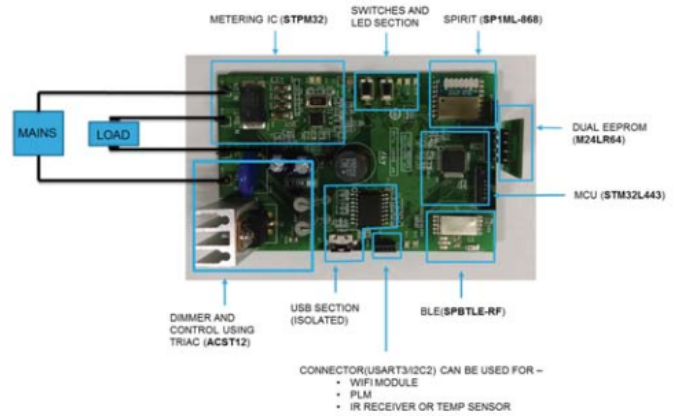 METERING IC (STPM32)
SWITCHES AND
LED SECTION
SPIRIT (SP1ML-868)
MAINS
LOAD
DUAL EEPROM
(M24LR64)
MCU (STM32L443)
DIMMER AND
CONTROL USING
TRIAC (ACST12)
USB SECTION
(ISOLATED)
BLE(SPBTLE-RF)
CONNECTOR(USART3/I2C2) CAN BE USED FOR –
• WIFI MODULE
• PLM
• IR RECEIVER OR TEMP SENSOR